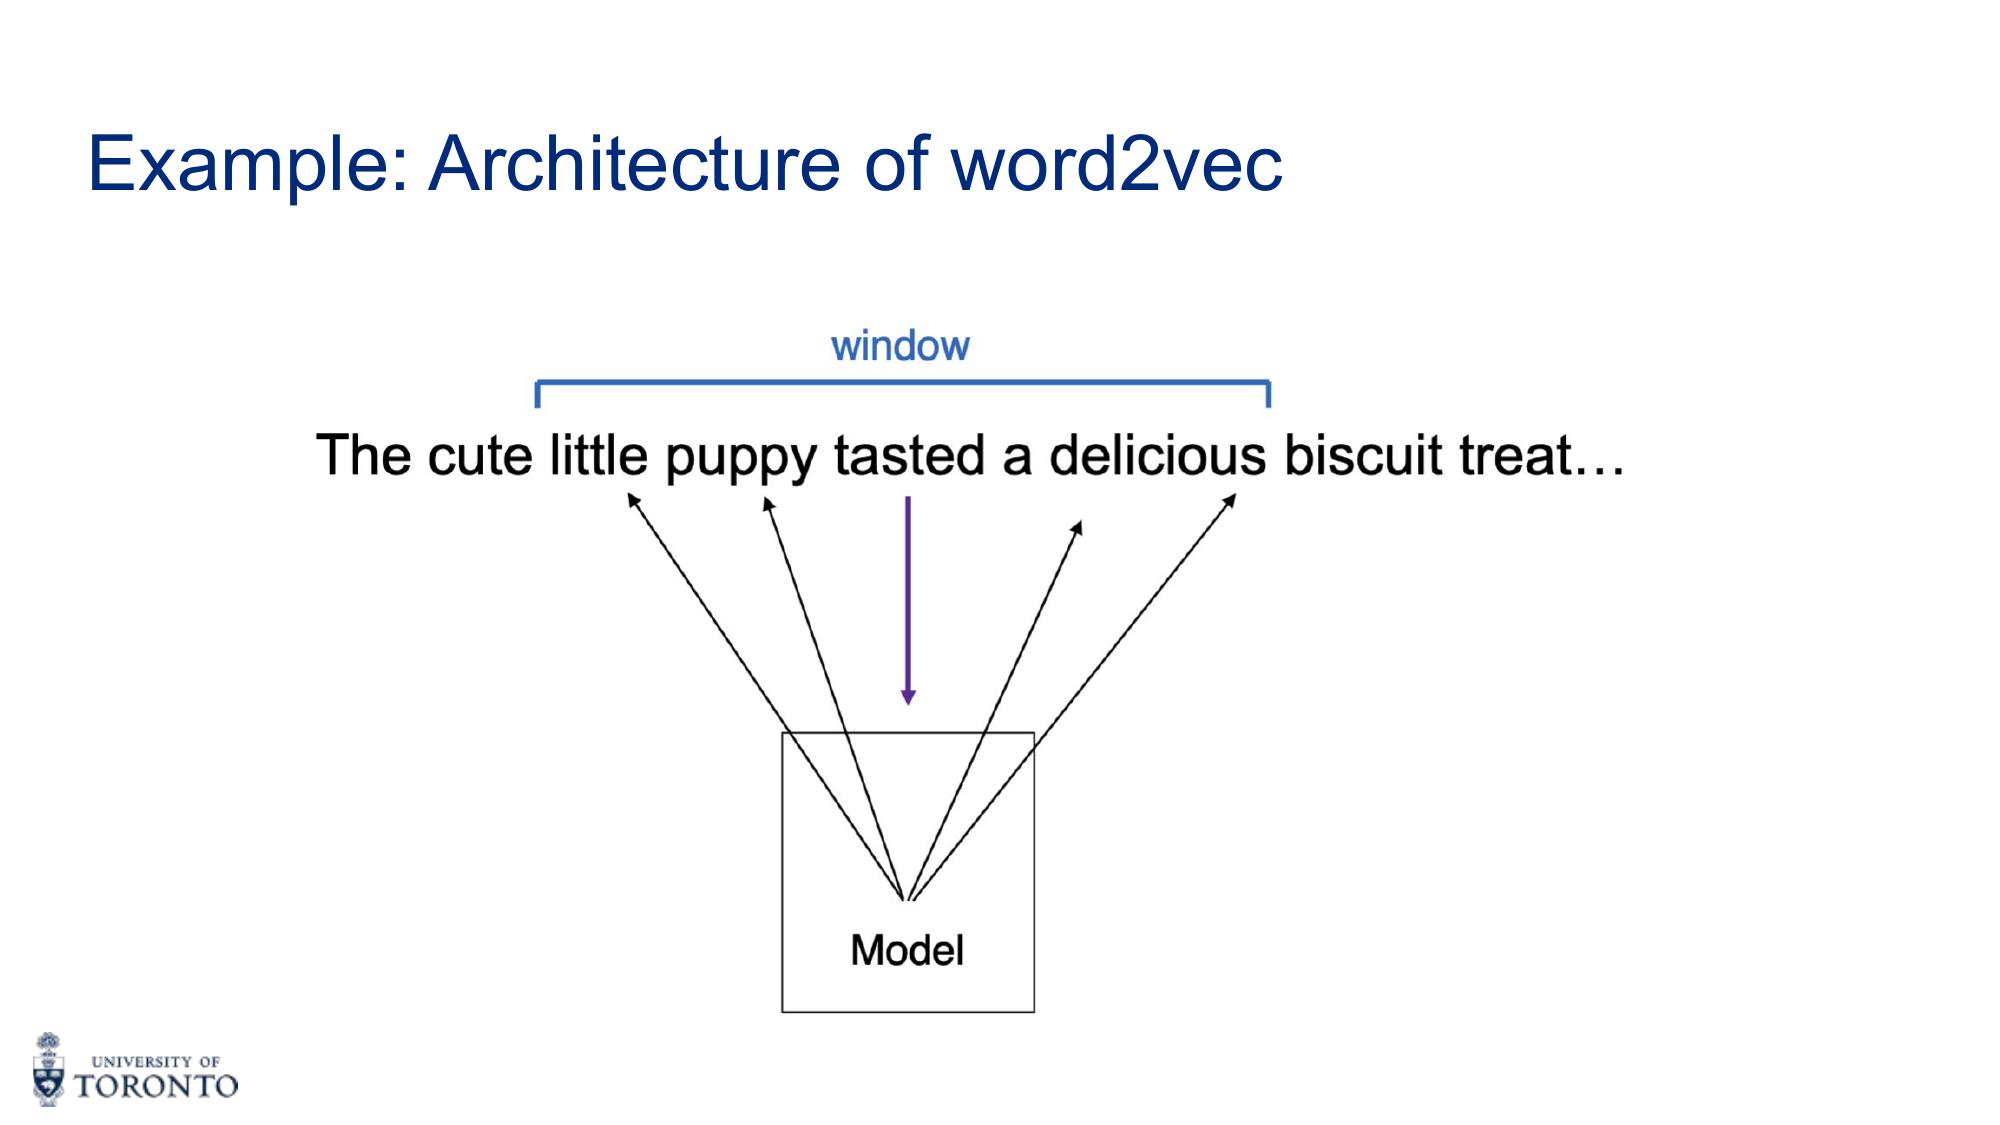 Example: Architecture of word2vec
window
The cute little puppy tasted a delicious biscuit treat…
Model
UNIVERSITY OF
TORONTO